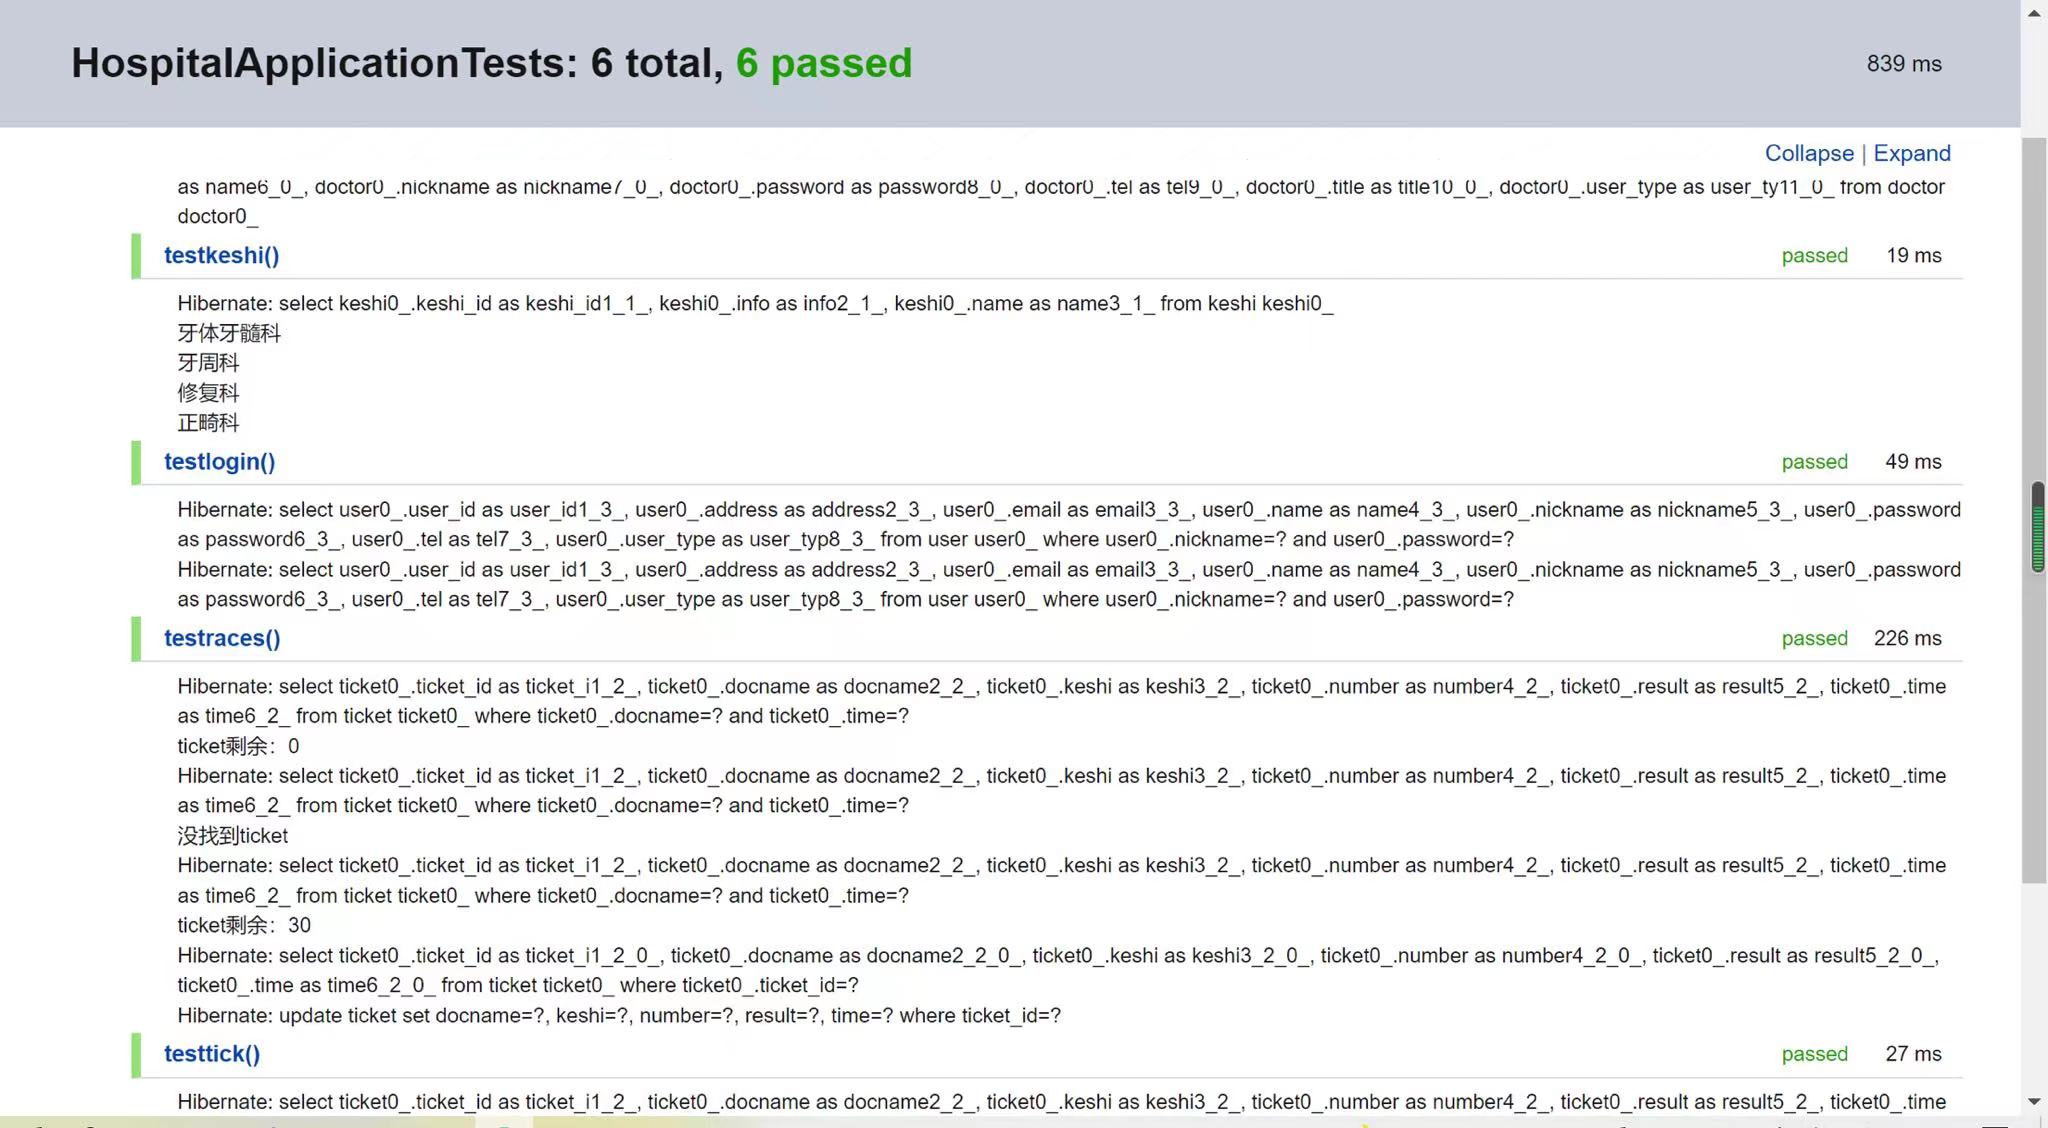 HospitalApplicationTests: 6 total, 6 passed
839 ms
Collapse | Expand
as name6_0_, doctor0_.nickname as nickname7_0_, doctor0_.password as password8_0_, doctor0_.tel as tel9_0_, doctor0_.title as title10_0_, doctor0_.user_type as user_ty11_0_ from doctor
doctor0_
testkeshi()
passed 19 ms
Hibernate: select keshi0_.keshi_id as keshi_id1_1_, keshi0_.info as info2_1_, keshi0_.name as name3_1_ from keshi keshi0_
牙体牙髓科
牙周科
修复科
正畸科
testlogin()
passed 49 ms
Hibernate: select user0_.user_id as user_id1_3_, user0_.address as address2_3_, user0_.email as email3_3_, user0_.name as name4_3_, user0_.nickname as nickname5_3_, user0_.password
as password6_3_, user0_.tel as tel7_3_, user0_.user_type as user_typ8_3_ from user user0_ where user0_.nickname=? and user0_.password=?
Hibernate: select user0_.user_id as user_id1_3_, user0_.address as address2_3_, user0_.email as email3_3_, user0_.name as name4_3_, user0_.nickname as nickname5_3_, user0_.password
as password6_3_, user0_.tel as tel7_3_, user0_.user_type as user_typ8_3_ from user user0_ where user0_.nickname=? and user0_.password=?
testraces()
passed 226 ms
Hibernate: select ticket0_.ticket_id as ticket_i1_2_, ticket0_.docname as docname2_2_, ticket0_.keshi as keshi3_2_, ticket0_.number as number4_2_, ticket0_.result as result5_2_, ticket0_.time
as time6_2_ from ticket ticket0_ where ticket0_.docname=? and ticket0_.time=?
ticket剩余：0
Hibernate: select ticket0_.ticket_id as ticket_i1_2_, ticket0_.docname as docname2_2_, ticket0_.keshi as keshi3_2_, ticket0_.number as number4_2_, ticket0_.result as result5_2_, ticket0_.time
as time6_2_ from ticket ticket0_ where ticket0_.docname=? and ticket0_.time=?
没找到ticket
Hibernate: select ticket0_.ticket_id as ticket_i1_2_, ticket0_.docname as docname2_2_, ticket0_.keshi as keshi3_2_, ticket0_.number as number4_2_, ticket0_.result as result5_2_, ticket0_.time
as time6_2_ from ticket ticket0_ where ticket0_.docname=? and ticket0_.time=?
ticket剩余：30
Hibernate: select ticket0_.ticket_id as ticket_i1_2_0_, ticket0_.docname as docname2_2_0_, ticket0_.keshi as keshi3_2_0_, ticket0_.number as number4_2_0_, ticket0_.result as result5_2_0_,
ticket0_.time as time6_2_0_ from ticket ticket0_ where ticket0_.ticket_id=?
Hibernate: update ticket set docname=?, keshi=?, number=?, result=?, time=? where ticket_id=?
testtick()
passed 27 ms
Hibernate: select ticket0_.ticket_id as ticket_i1_2_, ticket0_.docname as docname2_2_, ticket0_.keshi as keshi3_2_, ticket0_.number as number4_2_, ticket0_.result as result5_2_, ticket0_.time